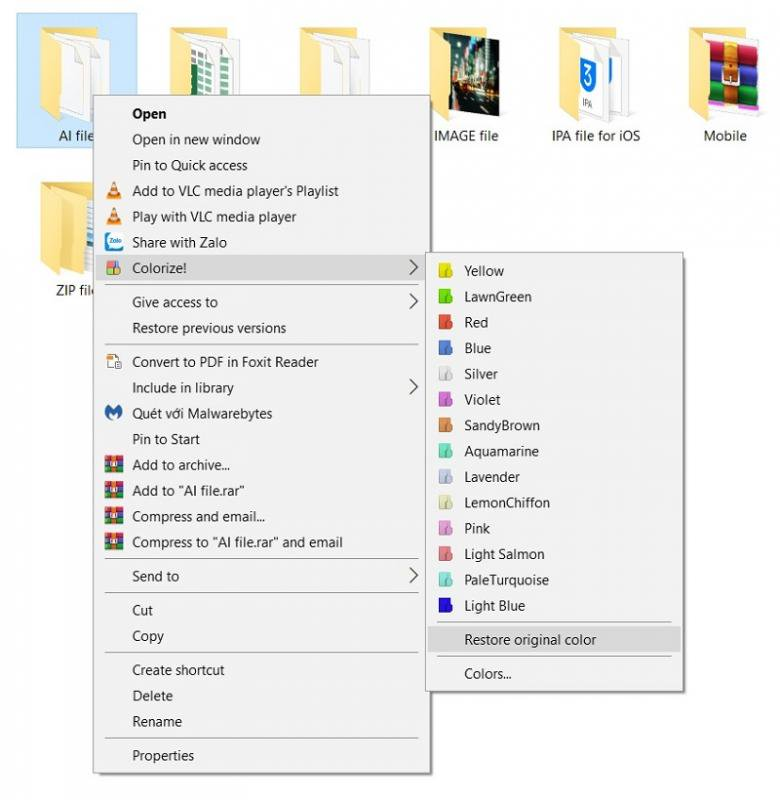 AI file
IMAGE file
IPA
IPA file for iOS
Mobile
ZIP file
Open
Open in new window
Pin to Quick access
Add to VLC media player's Playlist
Play with VLC media player
Zalo
Share with Zalo
Colorize!
Give access to
Restore previous versions
Convert to PDF in Foxit Reader
Include in library
Quét với Malwarebytes
Pin to Start
Add to archive...
Add to "AI file.rar"
Compress and email...
Compress to "AI file.rar" and email
Send to
Cut
Copy
Create shortcut
Delete
Rename
Properties
Yellow
LawnGreen
Red
Blue
Silver
Violet
SandyBrown
Aquamarine
Lavender
LemonChiffon
Pink
Light Salmon
PaleTurquoise
Light Blue
Restore original color
Colors...